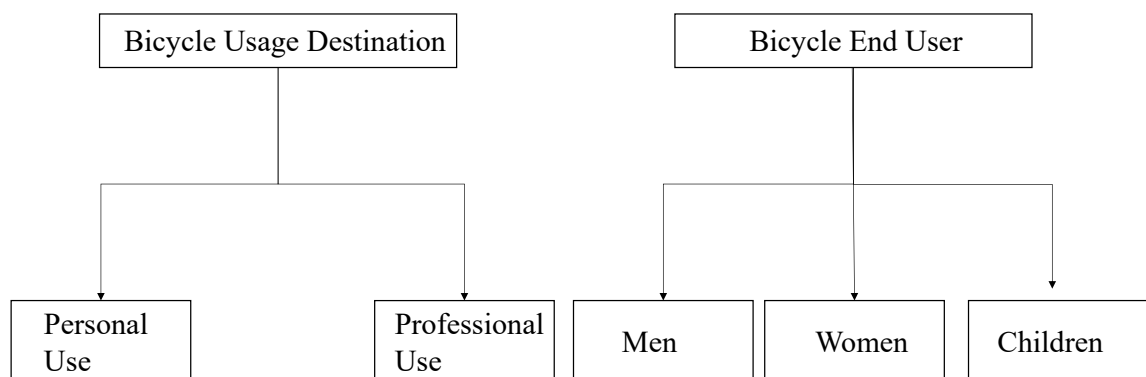 Bicycle Usage Destination
Bicycle End User
Personal
Use
Professional
Use
Men
Women
Children